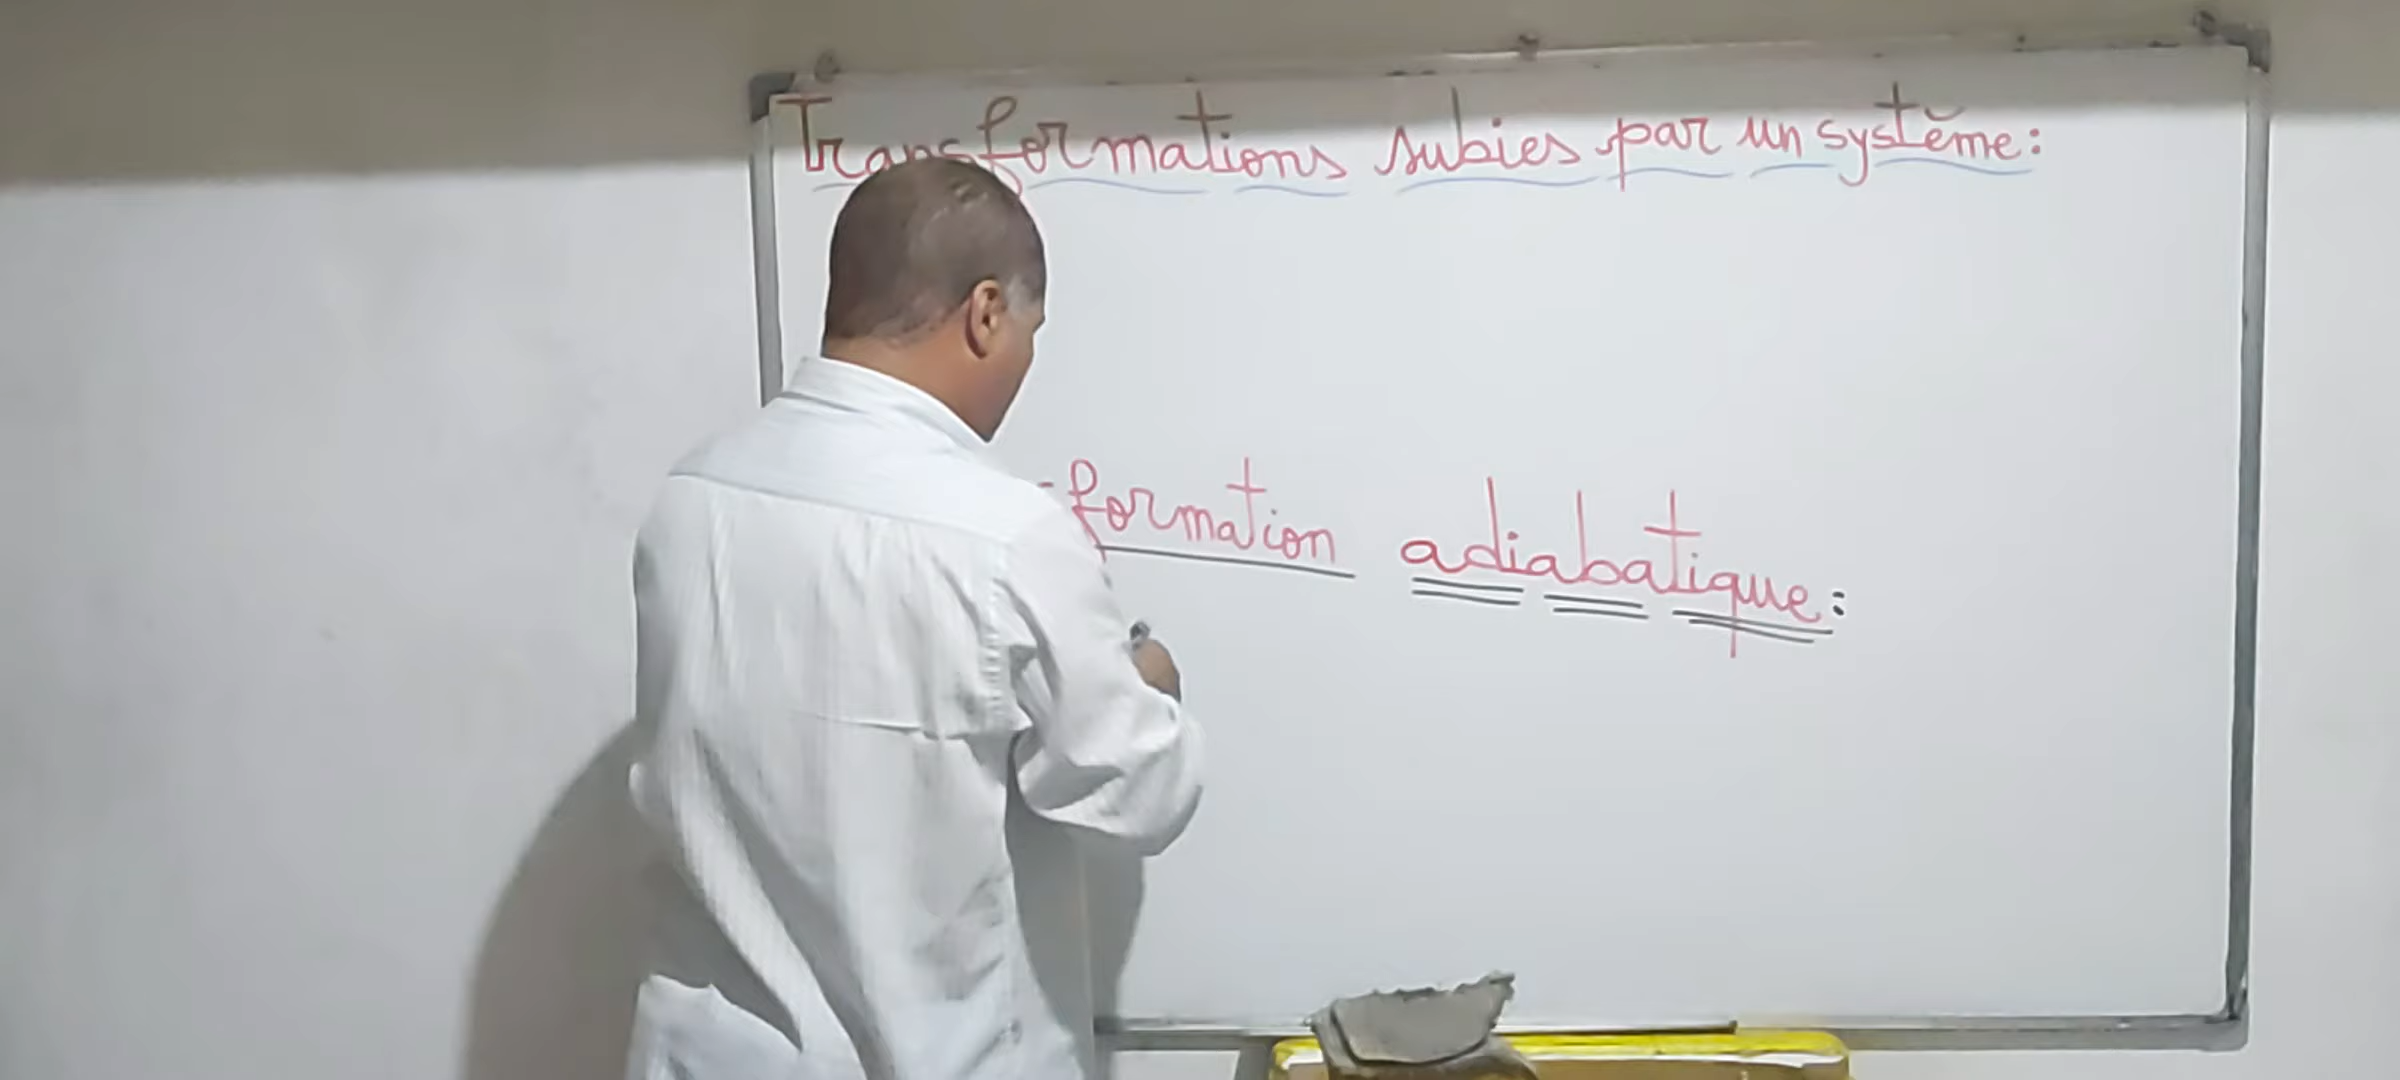 Transformations subies par un système:
formation adiabatique: